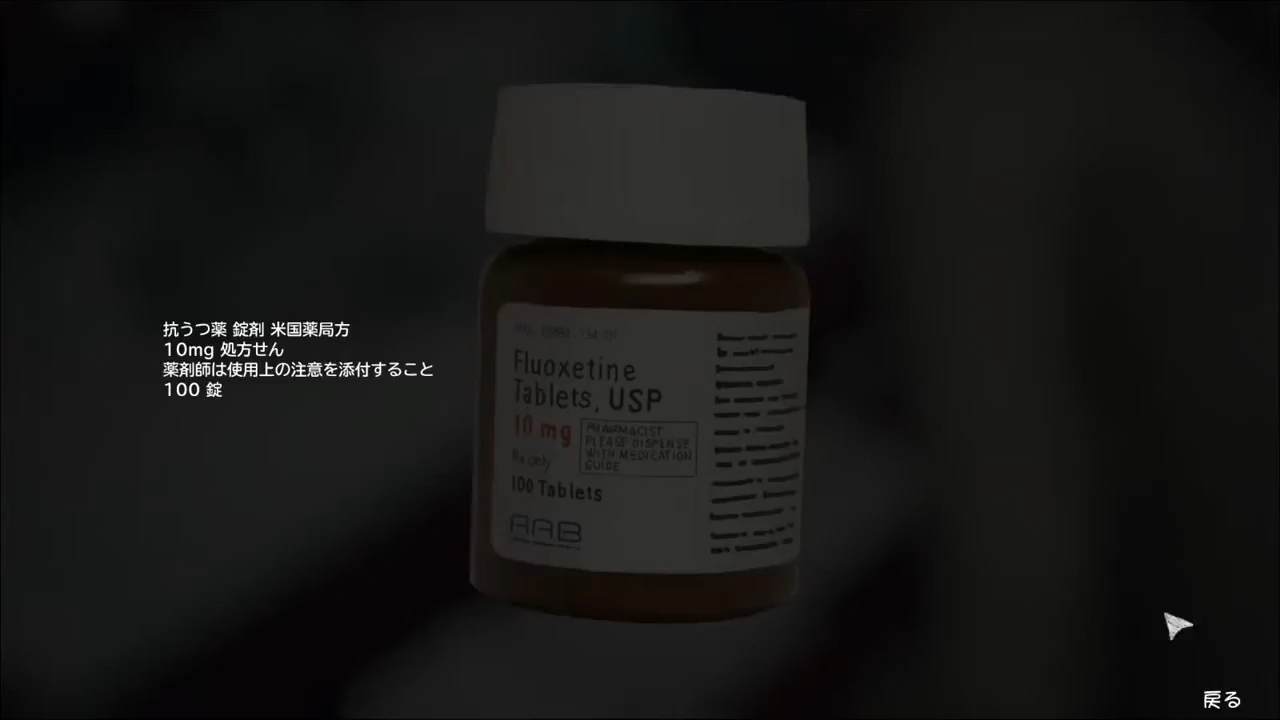 抗うつ薬 錠剤 米国薬局方
10mg 処方せん
薬剤師は使用上の注意を添付すること
100 錠
Fluoxetine
Tablets, USP
10 mg
PHARMACIST
PLEASE DISPENSE
WITH MEDICATION
GUIDE
Rx only
100 Tablets
AAB
戻る